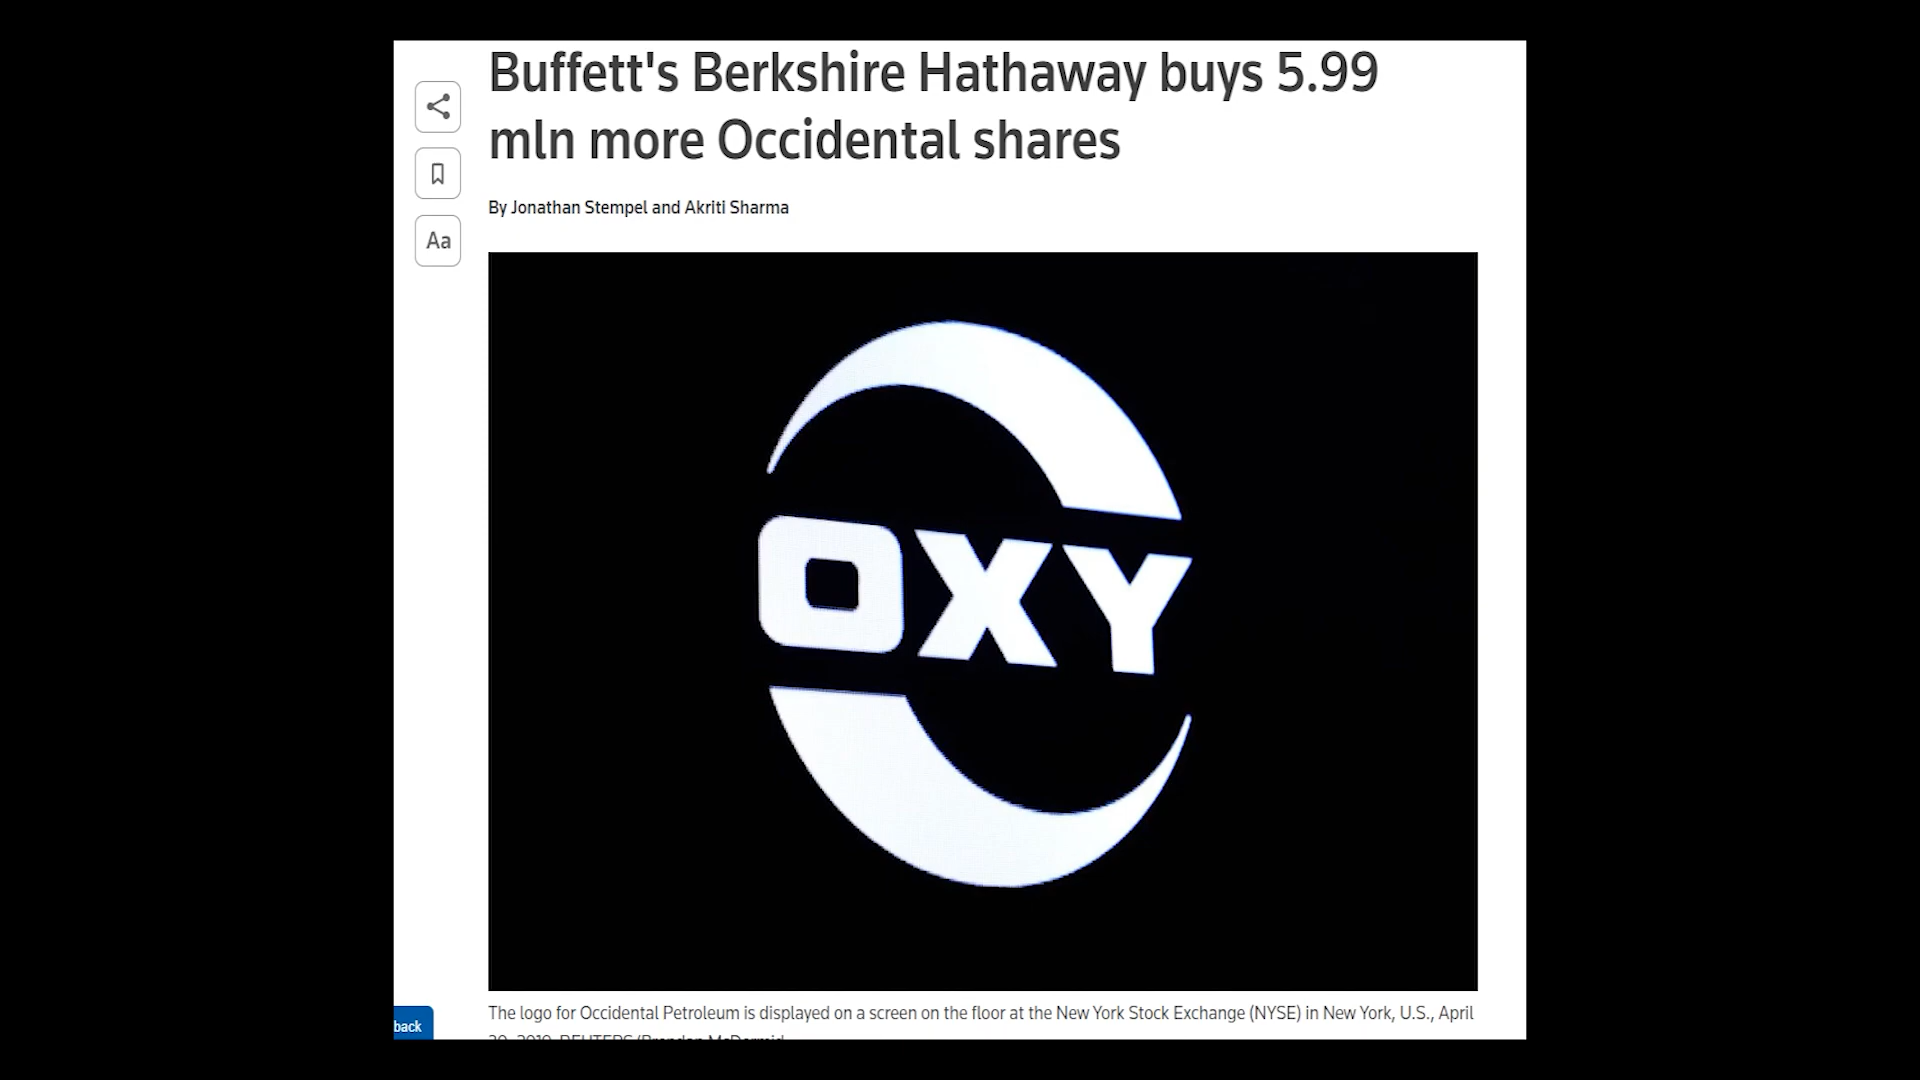 Buffett's Berkshire Hathaway buys 5.99
mln more Occidental shares
By Jonathan Stempel and Akriti Sharma
Aa
OXY
The logo for Occidental Petroleum is displayed on a screen on the floor at the New York Stock Exchange (NYSE) in New York, U.S., April
back